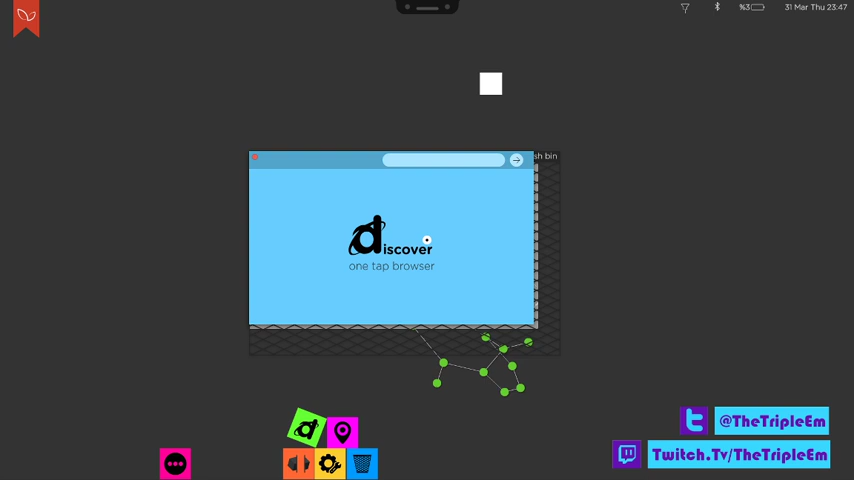 %3
31 Mar Thu 23:47
sh bin
discover
one tap browser
@TheTripleEm
Twitch.Tv/TheTripleEm